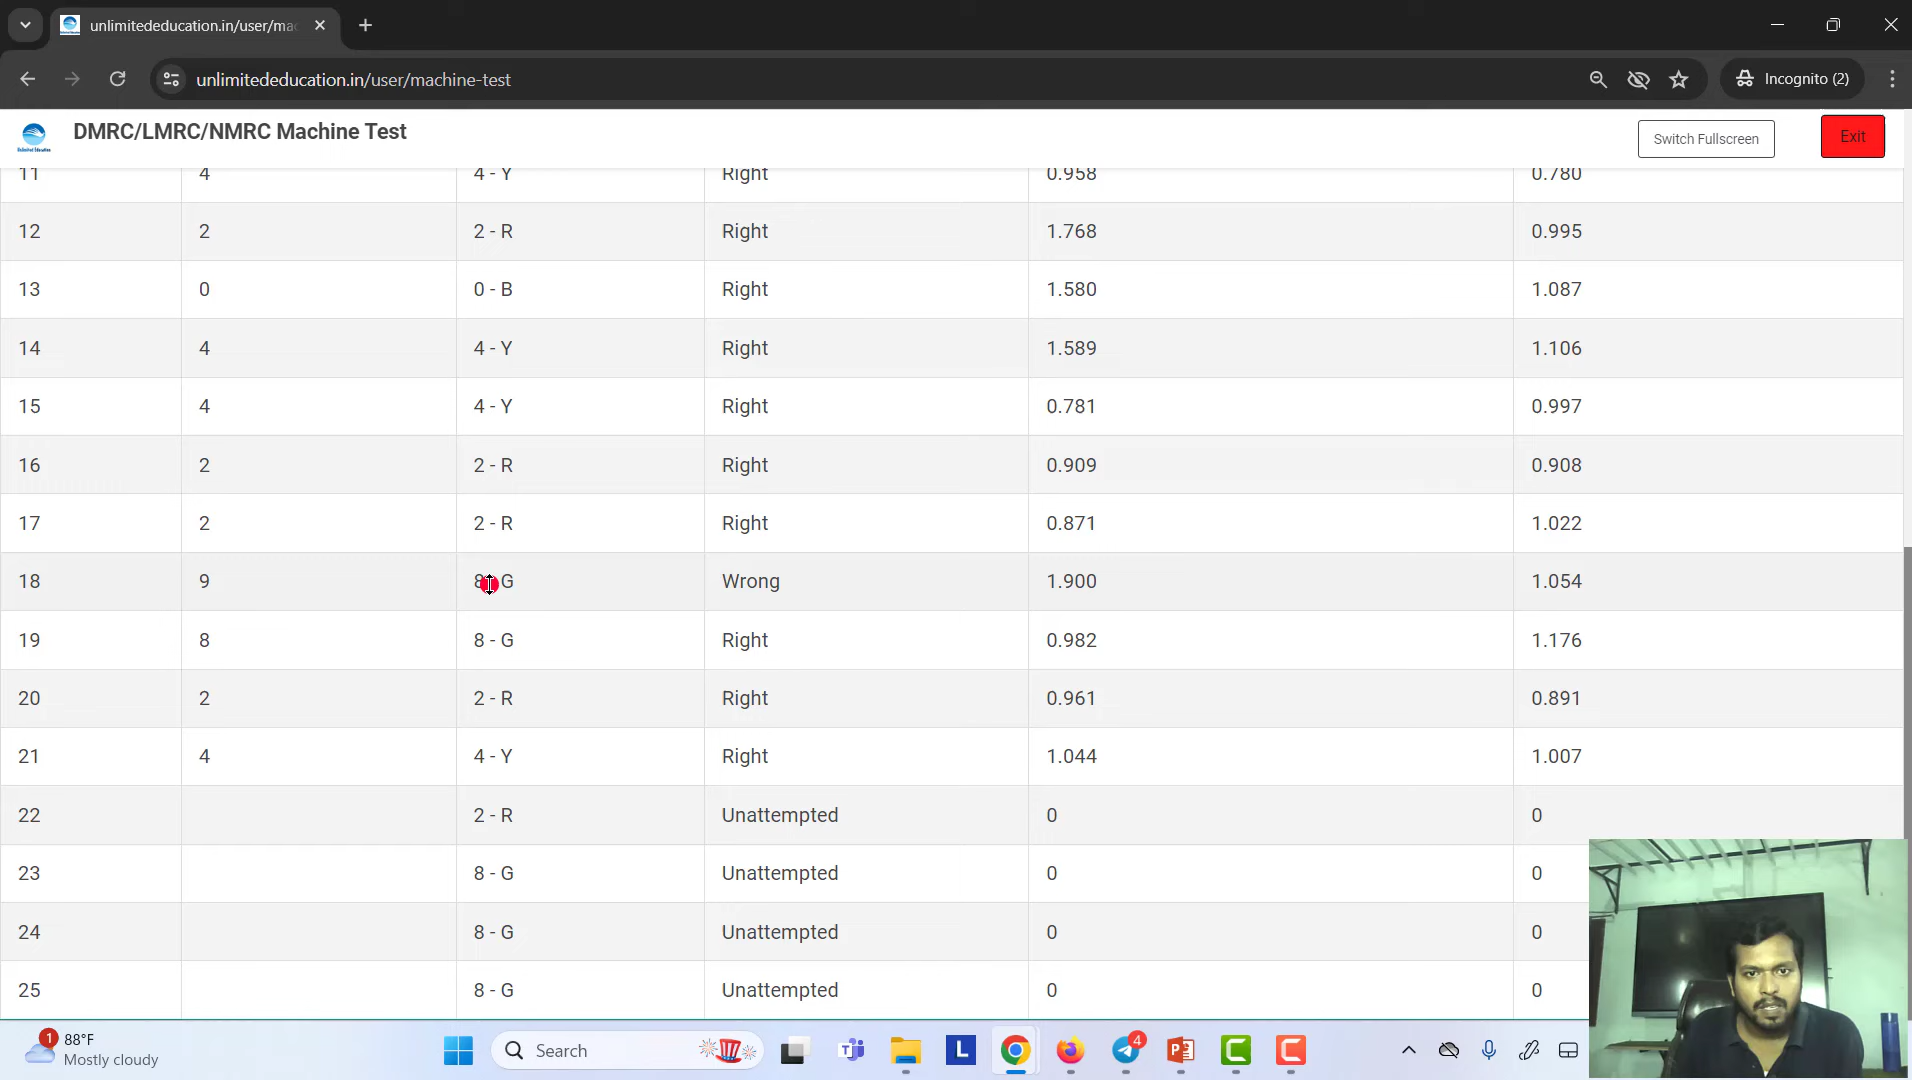 unlimitededucation.in/user/ma
unlimitededucation.in/user/machine-test
Incognito (2)
DMRC/LMRC/NMRC Machine Test
Switch Fullscreen
Exit
11 4 4 - Y Right 0.958 0.780
12 2 2 - R Right 1.768 0.995
13 0 0 - B Right 1.580 1.087
14 4 4 - Y Right 1.589 1.106
15 4 4 - Y Right 0.781 0.997
16 2 2 - R Right 0.909 0.908
17 2 2 - R Right 0.871 1.022
18 9 8 - G Wrong 1.900 1.054
19 8 8 - G Right 0.982 1.176
20 2 2 - R Right 0.961 0.891
21 4 4 - Y Right 1.044 1.007
22 2 - R Unattempted 0 0
23 8 - G Unattempted 0 0
24 8 - G Unattempted 0 0
25 8 - G Unattempted 0 0
1
88°F
Mostly cloudy
Search
L
4